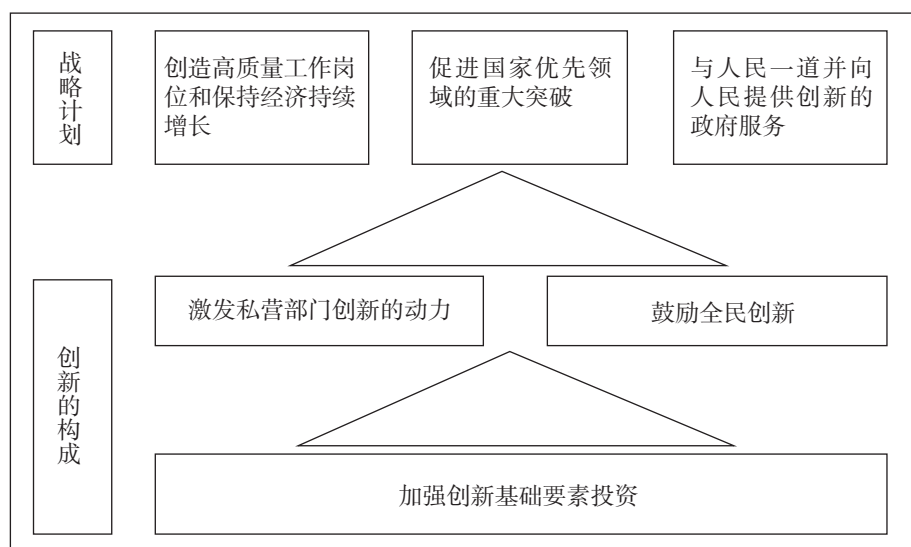 战略计划
创造高质量工作岗
位和保持经济持续
增长
促进国家优先领
域的重大突破
与人民一道并向
人民提供创新的
政府服务
创新的构成
激发私营部门创新的动力
鼓励全民创新
加强创新基础要素投资